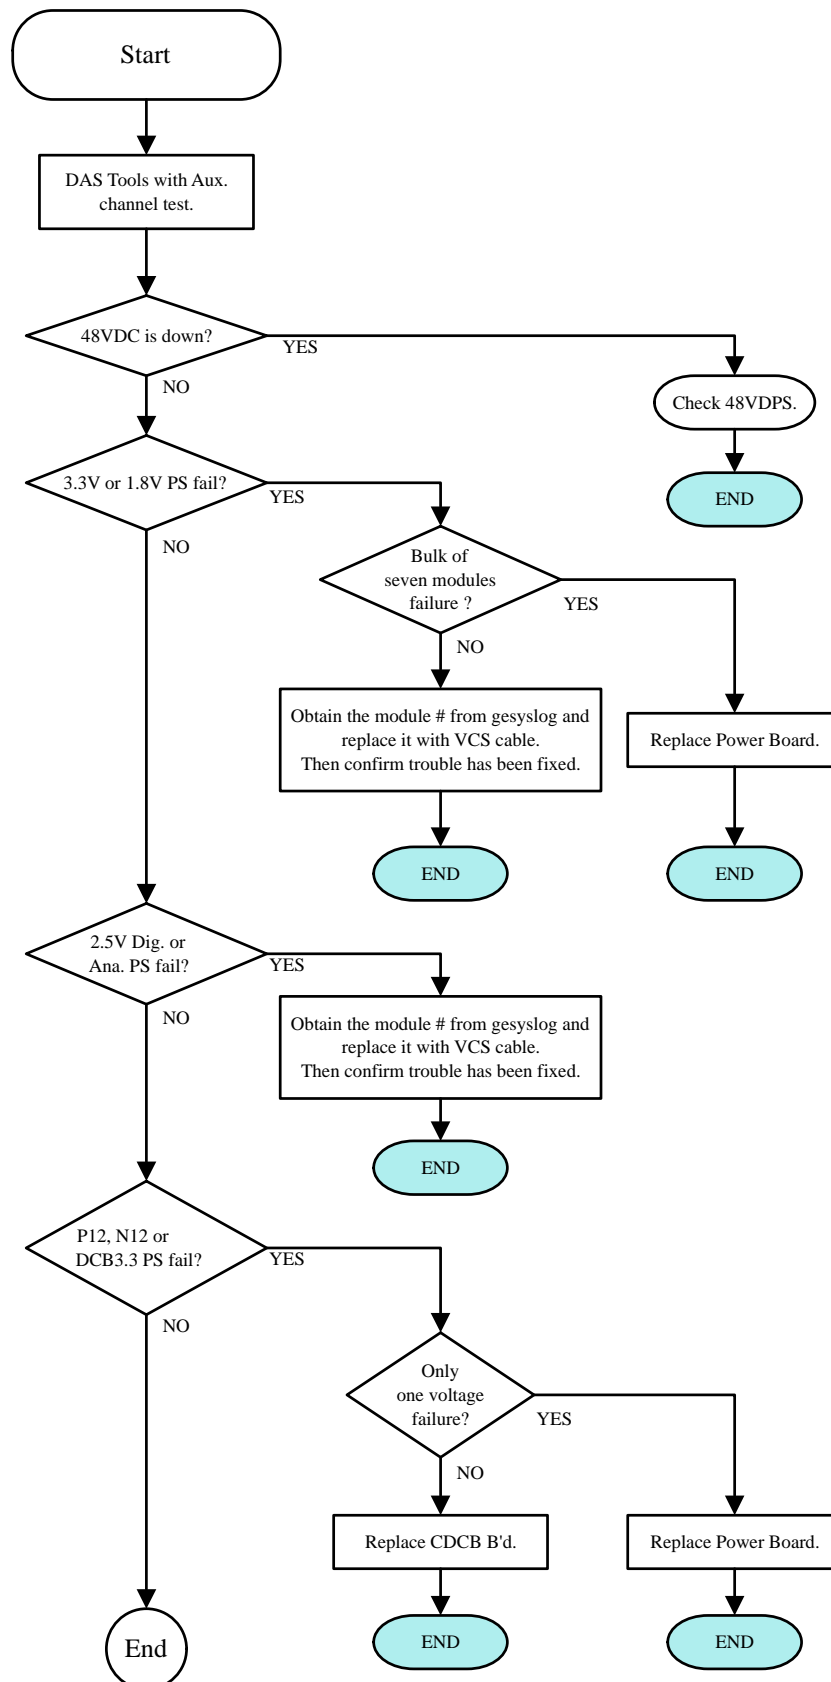 Start
DAS Tools with Aux.
channel test.
48VDC is down?
YES
NO
Check 48VDPS.
END
3.3V or 1.8V PS fail?
YES
NO
Bulk of
seven modules
failure ?
YES
NO
Obtain the module # from gesyslog and
replace it with VCS cable.
Then confirm trouble has been fixed.
Replace Power Board.
END
END
2.5V Dig. or
Ana. PS fail?
YES
NO
Obtain the module # from gesyslog and
replace it with VCS cable.
Then confirm trouble has been fixed.
END
P12, N12 or
DCB3.3 PS fail?
YES
NO
Only
one voltage
failure?
YES
NO
Replace CDCB B'd.
Replace Power Board.
End
END
END